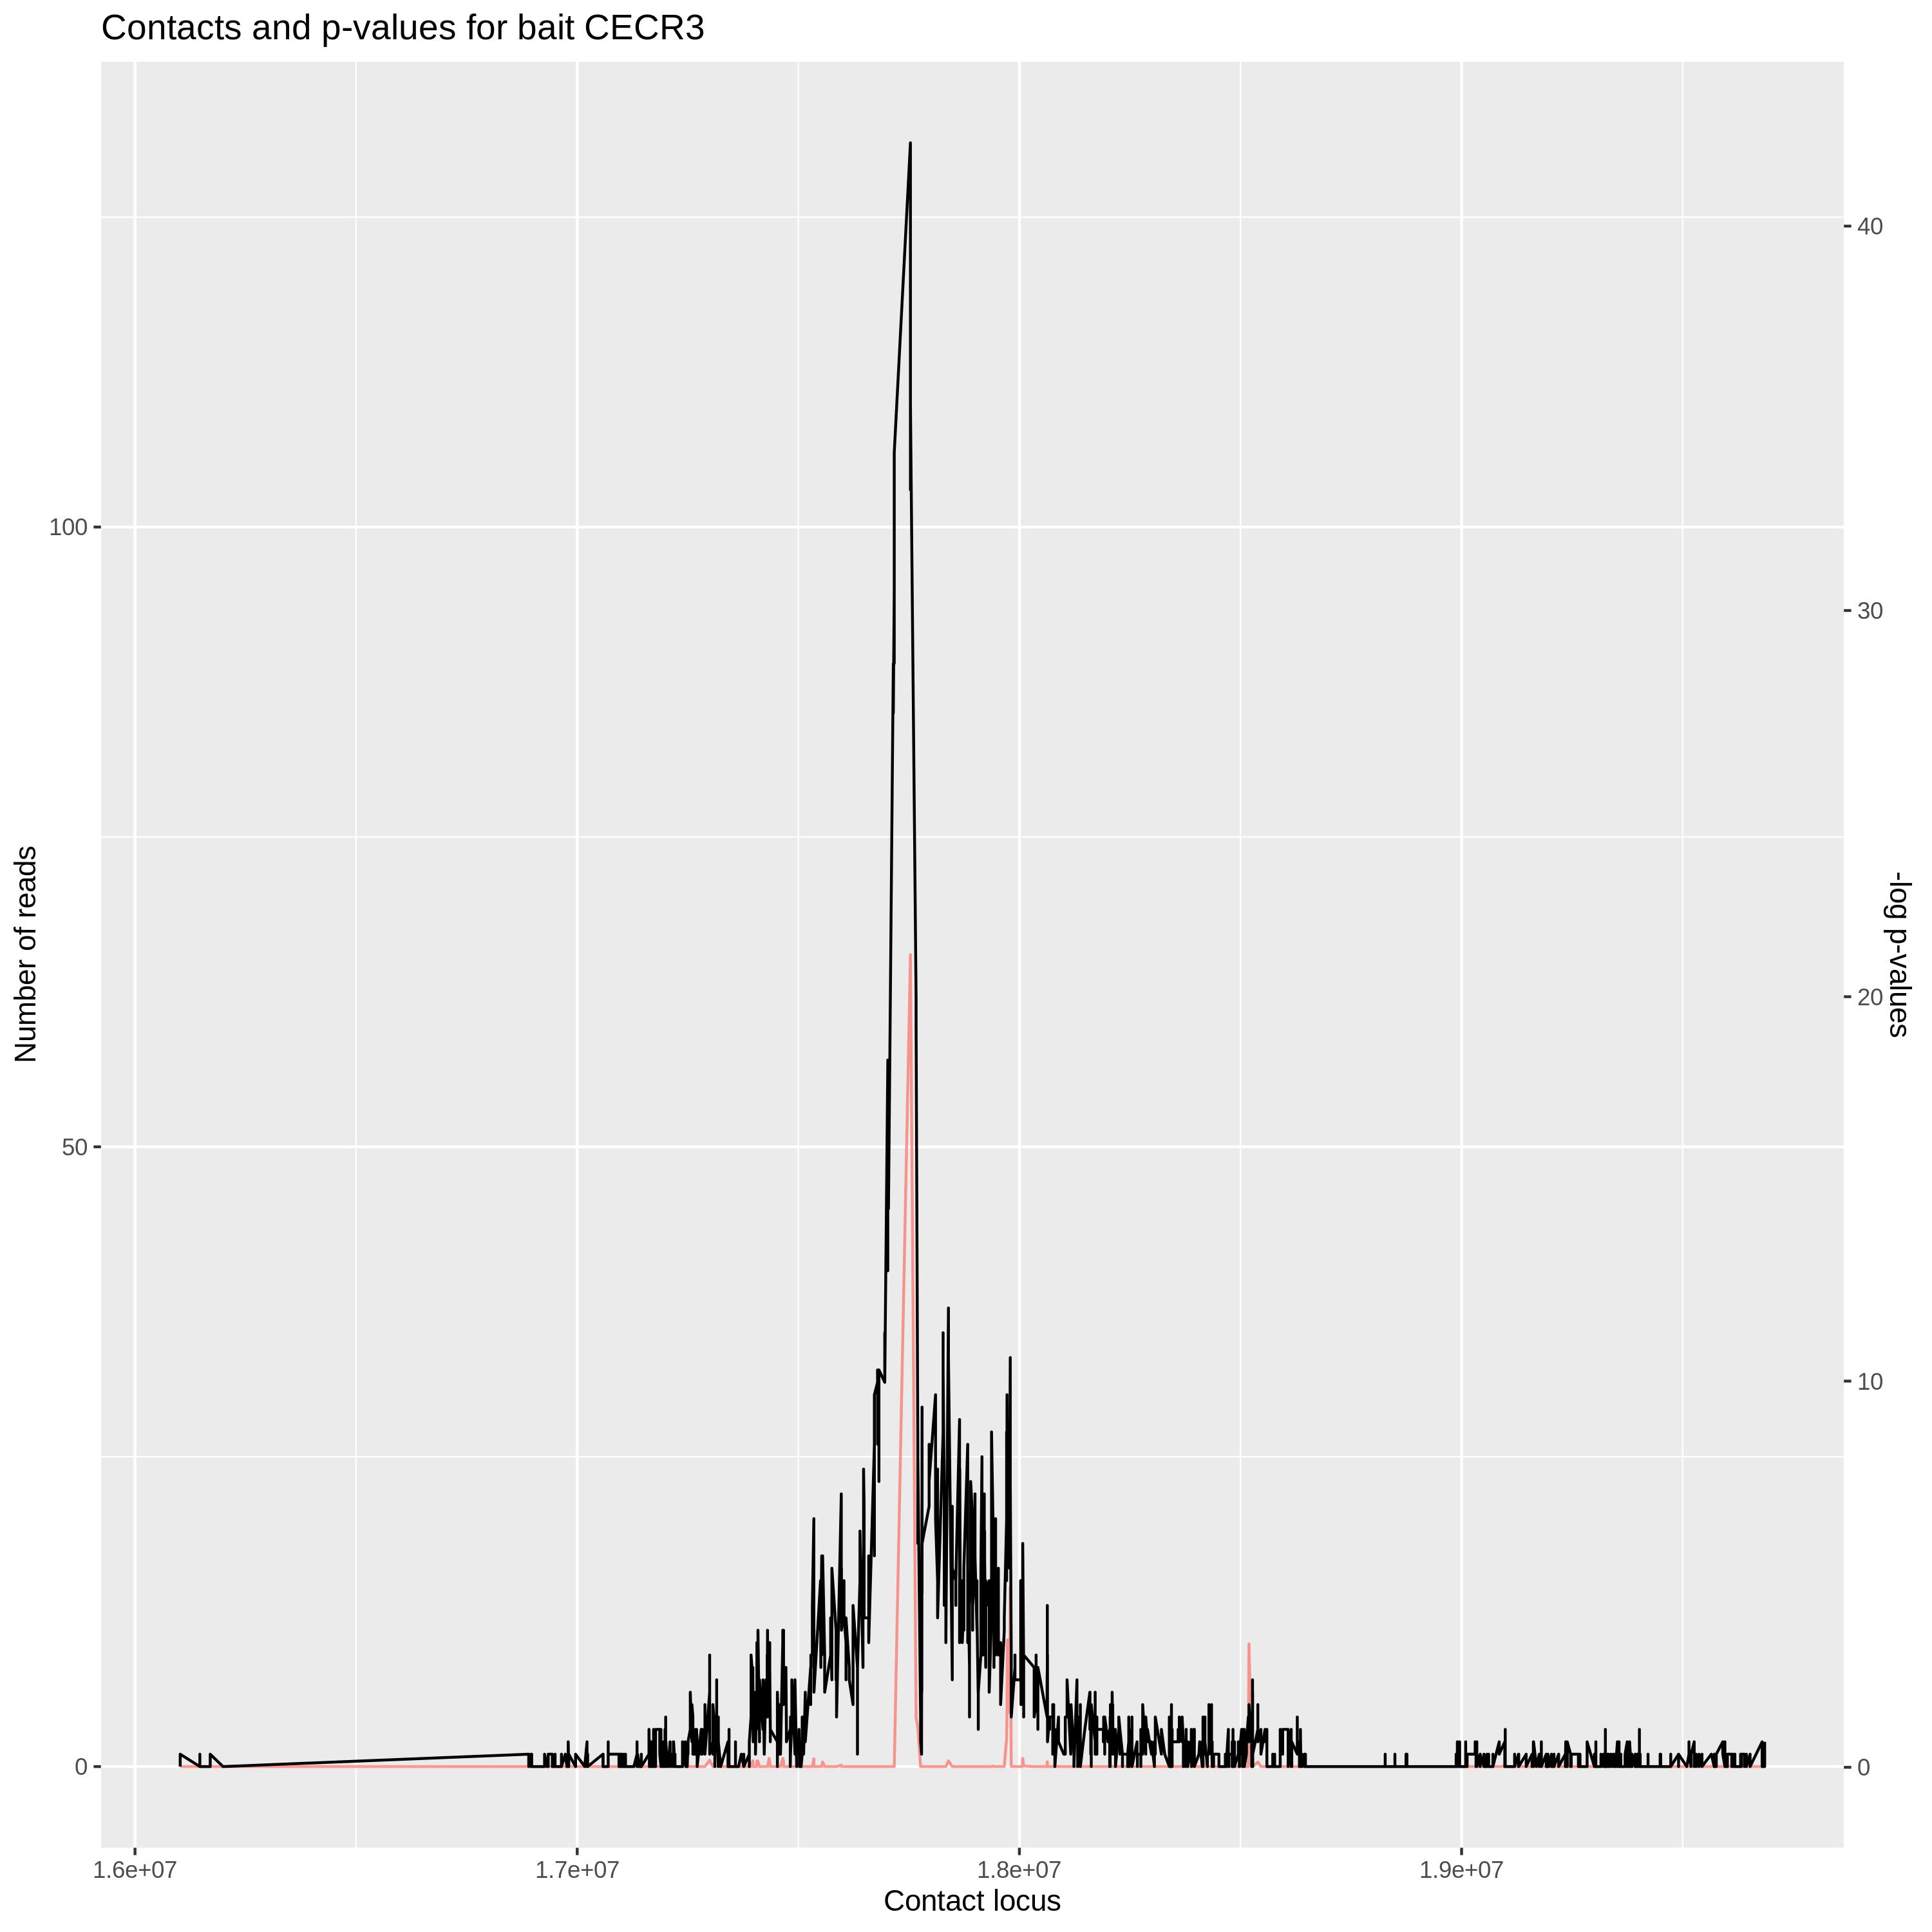 Contacts and p-values for bait CECR3
100
50
0
Number of reads
40
30
20
10
0
-log p-values
1.6e+07 1.7e+07 1.8e+07 1.9e+07
Contact locus